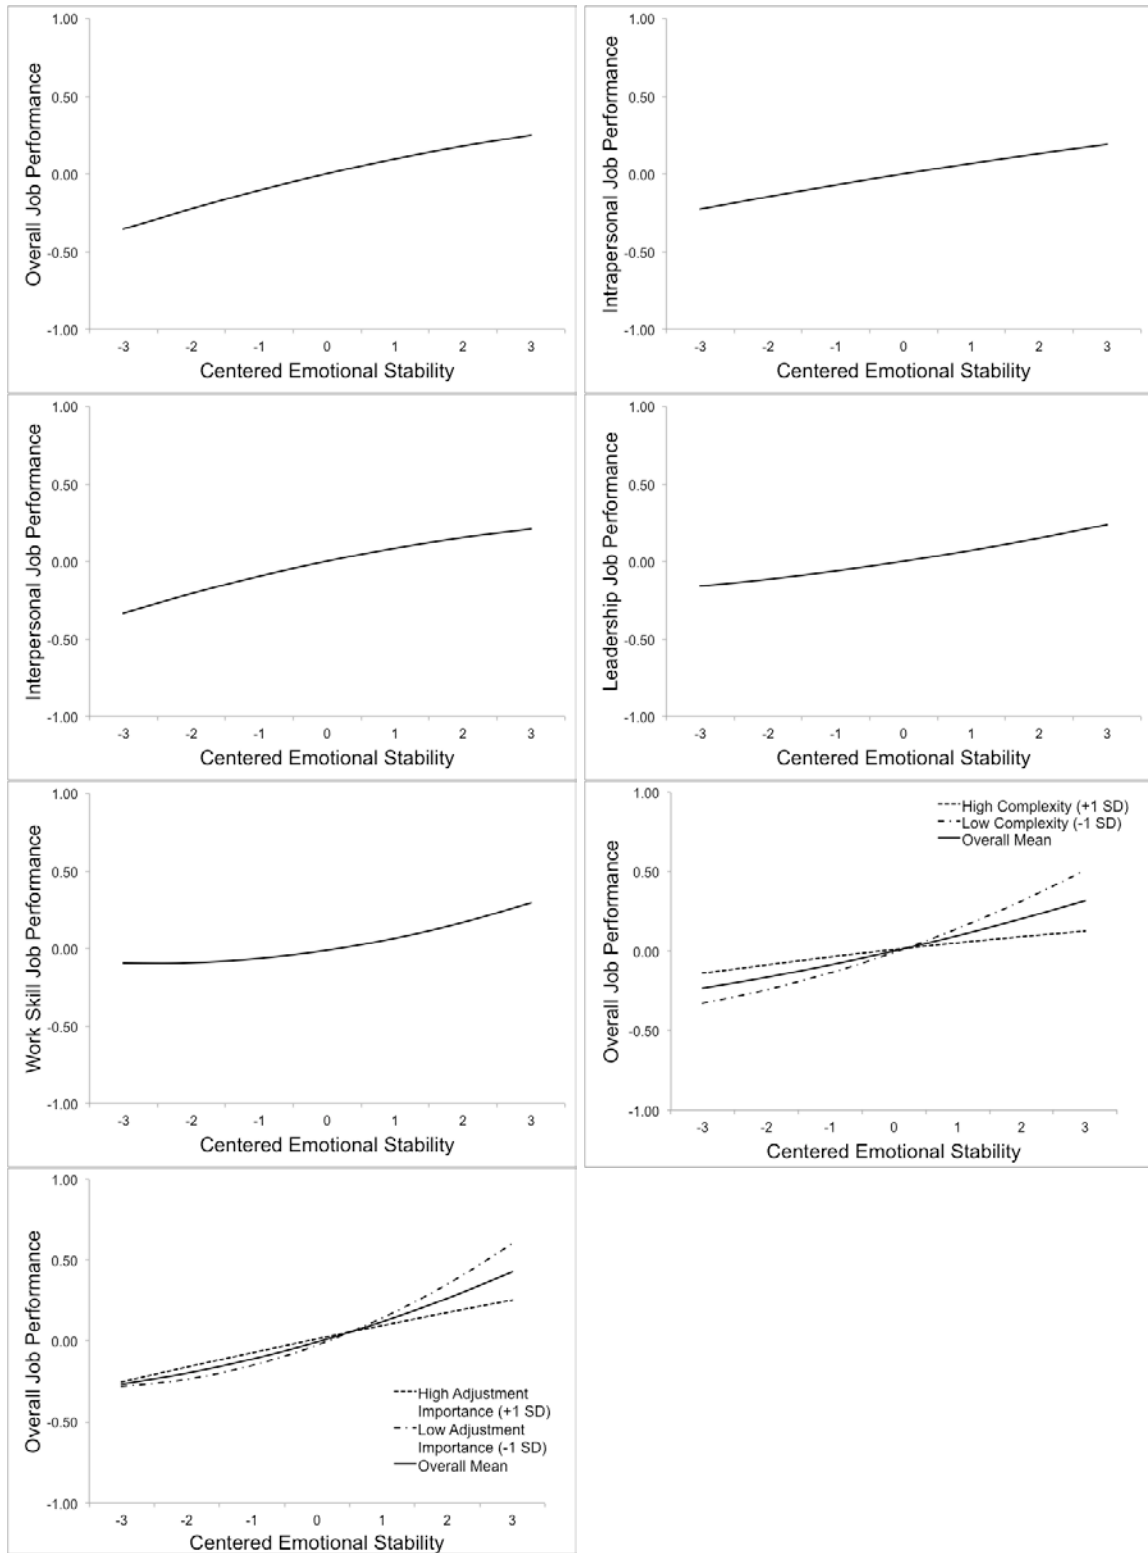 1.00
0.50
0.00
-0.50
-1.00
Overall Job Performance
-3 -2 -1 0 1 2 3
Centered Emotional Stability
1.00
0.50
0.00
-0.50
-1.00
Intrapersonal Job Performance
-3 -2 -1 0 1 2 3
Centered Emotional Stability
1.00
0.50
0.00
-0.50
-1.00
Interpersonal Job Performance
-3 -2 -1 0 1 2 3
Centered Emotional Stability
1.00
0.50
0.00
-0.50
-1.00
Leadership Job Performance
-3 -2 -1 0 1 2 3
Centered Emotional Stability
1.00
0.50
0.00
-0.50
-1.00
Work Skill Job Performance
-3 -2 -1 0 1 2 3
Centered Emotional Stability
1.00
0.50
0.00
-0.50
-1.00
Overall Job Performance
High Complexity (+1 SD)
Low Complexity (-1 SD)
Overall Mean
-3 -2 -1 0 1 2 3
Centered Emotional Stability
1.00
0.50
0.00
-0.50
-1.00
Overall Job Performance
High Adjustment
Importance (+1 SD)
Low Adjustment
Importance (-1 SD)
Overall Mean
-3 -2 -1 0 1 2 3
Centered Emotional Stability